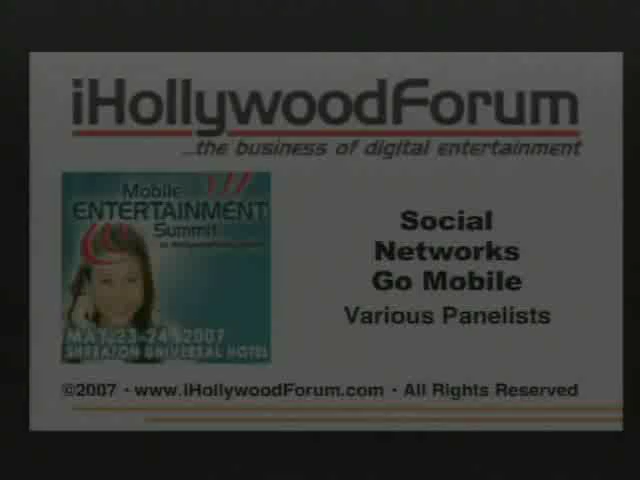 iHollywoodForum
...the business of digital entertainment
Mobile
ENTERTAINMENT
Summit
MAY 23-24 2007
SHERATON UNIVERSAL HOTEL
Social
Networks
Go Mobile
Various Panelists
©2007 • www.iHollywoodForum.com • All Rights Reserved